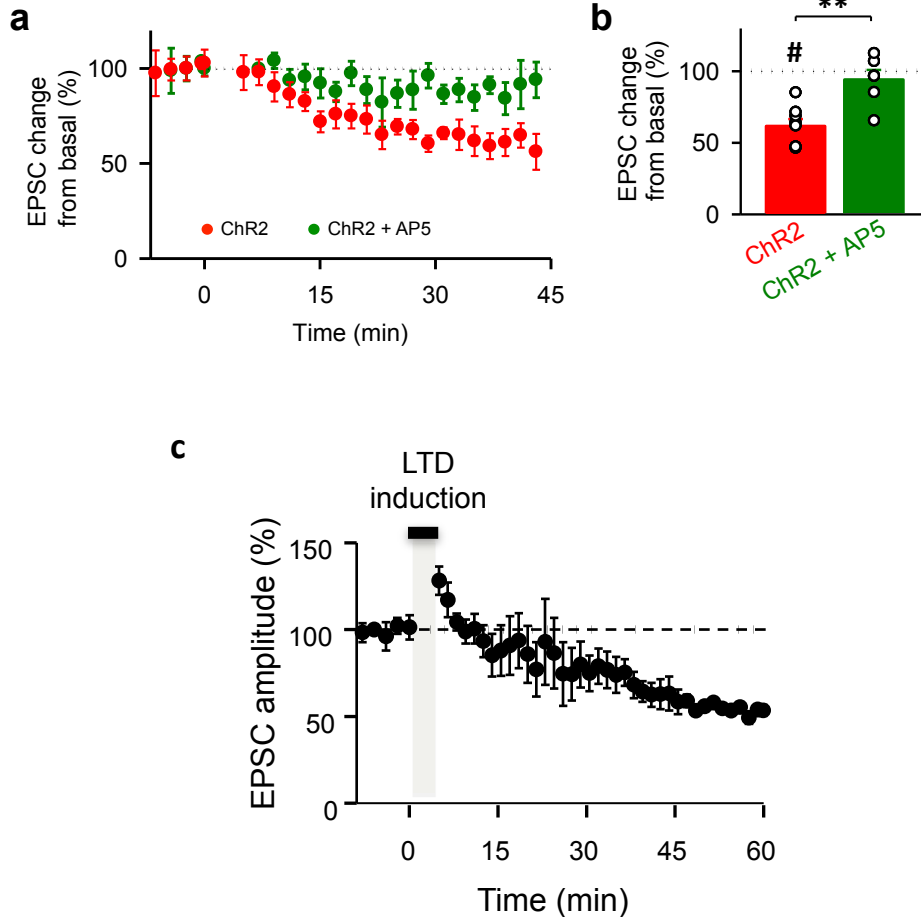 a
EPSC change
from basal (%)
100
50
0
ChR2
ChR2 + AP5
0
15
30
45
Time (min)
b
**
#
EPSC change
from basal (%)
100
50
0
ChR2
ChR2 + AP5
c
LTD
induction
EPSC amplitude (%)
150
100
50
0
0
15
30
45
60
Time (min)